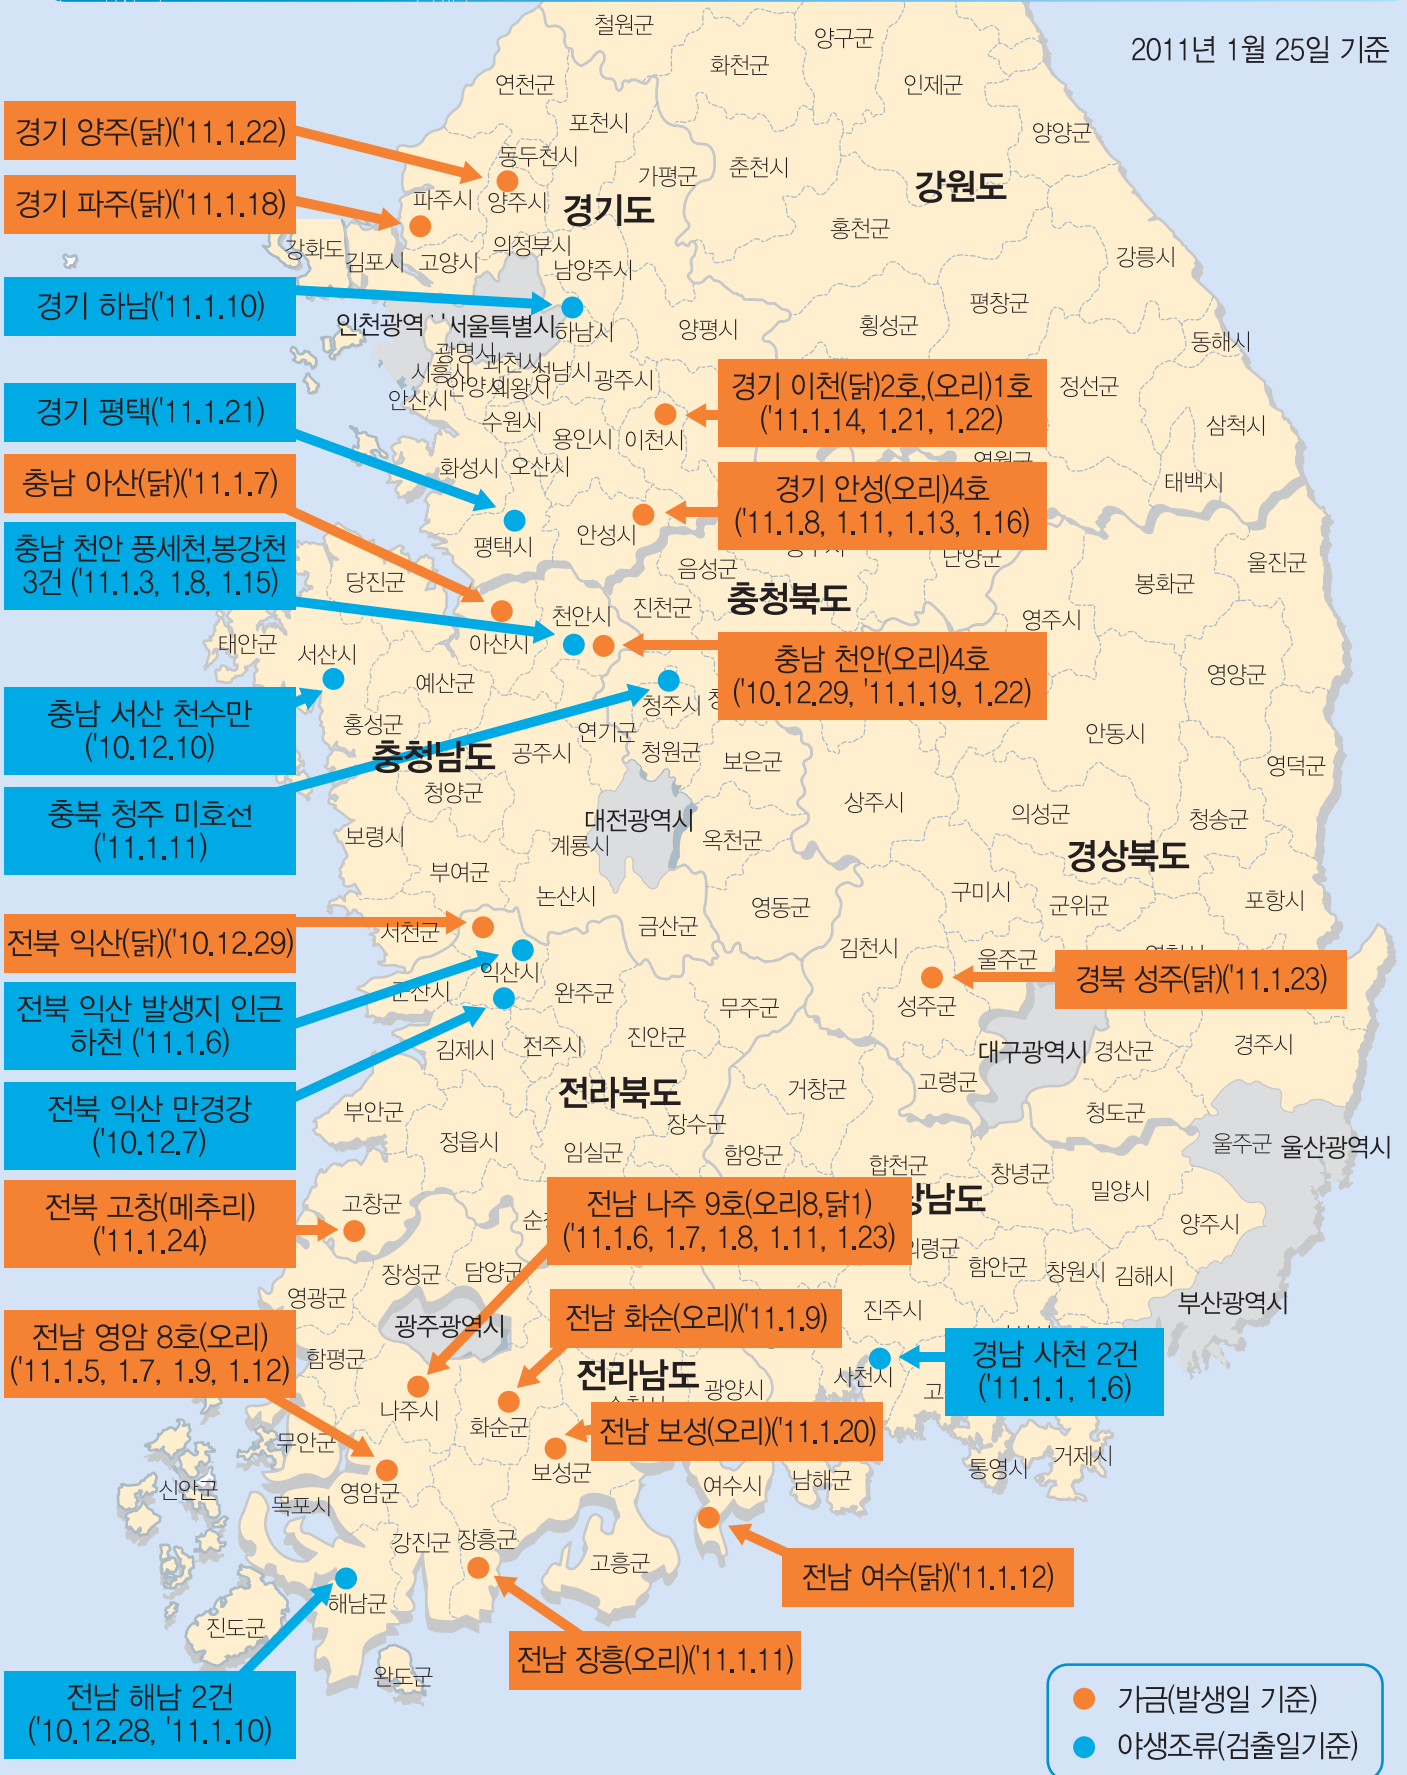 2011년 1월 25일 기준
철원군
양구군
화천군
인제군
연천군
포천시
양양군
경기 양주(닭)('11.1.22)
동두천시
가평군
춘천시
강원도
경기 파주(닭)('11.1.18)
파주시
양주시
경기도
홍천군
강화도
김포시
고양시
의정부시
남양주시
강릉시
경기 하남('11.1.10)
평창군
인천광역
서울특별시
하남시
양평시
횡성군
동해시
광명시
과천시
시흥시
안양시
의왕시
성남시
광주시
안산시
경기 이천(닭)2호,(오리)1호
('11.1.14, 1.21, 1.22)
정선군
경기 평택('11.1.21)
수원시
용인시
이천시
삼척시
화성시
오산시
영월군
태백시
충남 아산(닭)('11.1.7)
경기 안성(오리)4호
('11.1.8, 1.11, 1.13, 1.16)
평택시
안성시
충남 천안 풍세천,봉강천
3건 ('11.1.3, 1.8, 1.15)
당진군
음성군
단양군
울진군
봉화군
천안시
진천군
충청북도
영주시
태안군
서산시
아산시
충남 천안(오리)4호
('10.12.29, '11.1.19, 1.22)
영양군
예산군
청주시
충남 서산 천수만
('10.12.10)
홍성군
연기군
충청남도
공주시
청원군
보은군
안동시
영덕군
청양군
충북 청주 미호천
('11.1.11)
상주시
의성군
청송군
대전광역시
보령시
계룡시
옥천군
경상북도
부여군
논산시
영동군
구미시
군위군
포항시
전북 익산(닭)('10.12.29)
서천군
금산군
김천시
울주군
경북 성주(닭)('11.1.23)
익산시
군산시
완주군
무주군
성주군
전북 익산 발생지 인근
하천 ('11.1.6)
김제시
전주시
진안군
대구광역시
경산군
경주시
전라북도
거창군
고령군
전북 익산 만경강
('10.12.7)
부안군
정읍시
장수군
청도군
임실군
함양군
합천군
창녕군
울주군
울산광역시
전북 고창(메추리)
('11.1.24)
고창군
전남 나주 9호(오리8,닭1)
('11.1.6, 1.7, 1.8, 1.11, 1.23)
남도
밀양시
양주시
장성군
담양군
의령군
함안군
창원시
김해시
영광군
부산광역시
전남 화순(오리)('11.1.9)
진주시
광주광역시
전남 영암 8호(오리)
('11.1.5, 1.7, 1.9, 1.12)
함평군
전라남도
광양시
사천시
경남 사천 2건
('11.1.1, 1.6)
나주시
화순군
전남 보성(오리)('11.1.20)
무안군
보성군
여수시
남해군
통영시
거제시
신안군
목포시
영암군
강진군
장흥군
고흥군
전남 여수(닭)('11.1.12)
해남군
진도군
전남 장흥(오리)('11.1.11)
완도군
전남 해남 2건
('10.12.28, '11.1.10)
가금(발생일 기준)
야생조류(검출일기준)